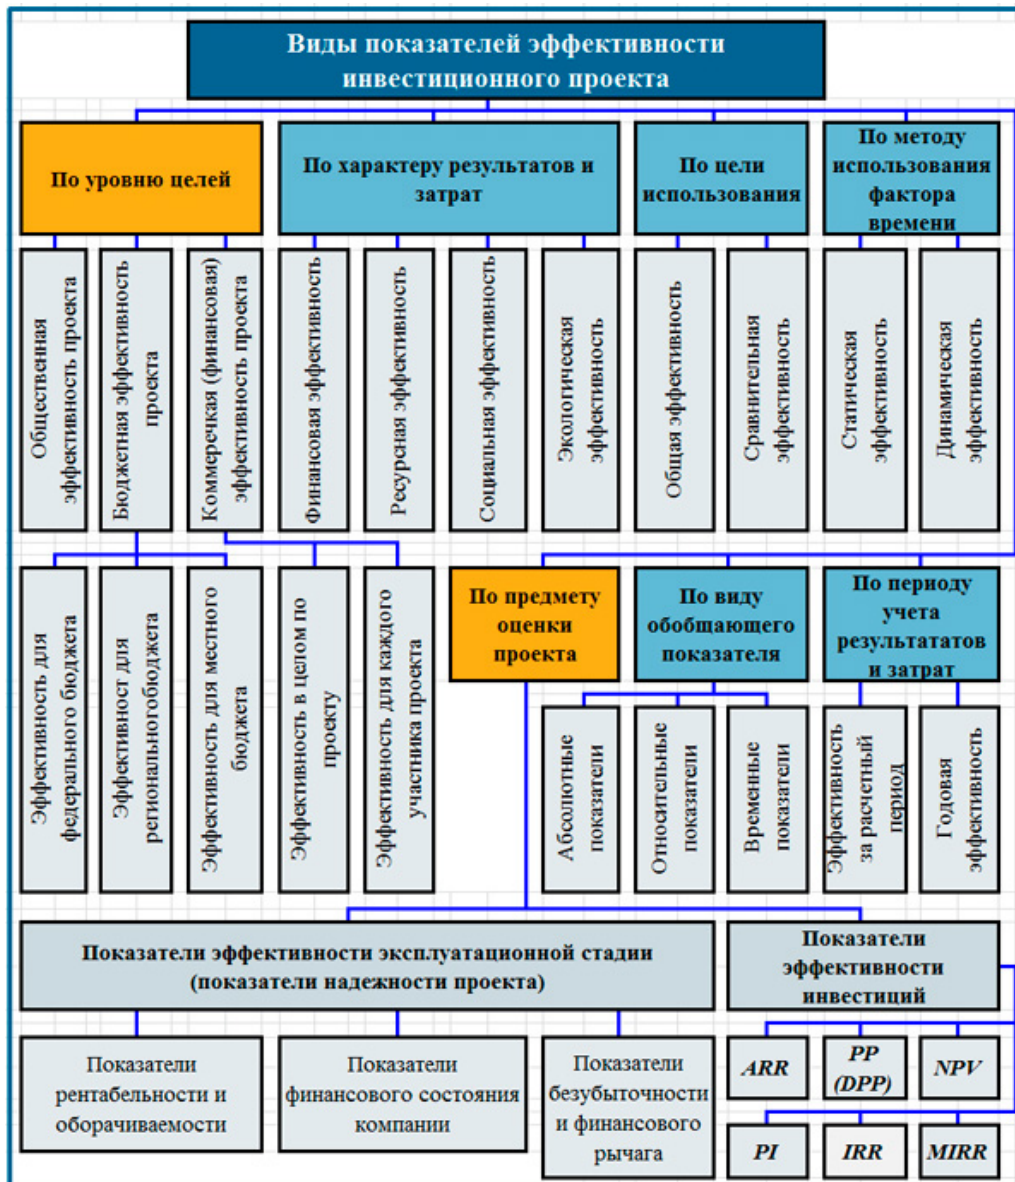 Виды показателей эффективности
инвестиционного проекта
По уровню целей
По характеру результатов и
затрат
По цели
использования
По методу
использования
фактора
времени
Общественная
эффективность проекта
Бюджетная эффективность
проекта
Коммеречкая (финансовая)
эффективность проекта
Финансовая эффективность
Ресурсная эффективность
Социальная эффективность
Экологическая
эффективность
Общая эффективность
Сравнительная
эффективность
Статическая
эффективность
Динамическая
эффективность
Эффективность для
федерального бюджета
Эффективност для
региональногобюджета
Эффективность для местного
бюджета
Эффективность в целом по
проекту
Эффективность для каждого
участника проекта
По предмету
оценки
проекта
По виду
обобщающего
показателя
По периоду
учета
результататов
и затрат
Абсолютные
показатели
Относительные
показатели
Временные
показатели
Эффективность
за расчетный
период
Годовая
эффективность
Показатели эффективности эксплуатационной стадии
(показатели надежности проекта)
Показатели
эффективности
инвестиций
Показатели
рентабельности и
оборачиваемости
Показатели
финансового состояния
компании
Показатели
безубыточности
и финансового
рычага
ARR
PP
(DPP)
NPV
PI
IRR
MIRR